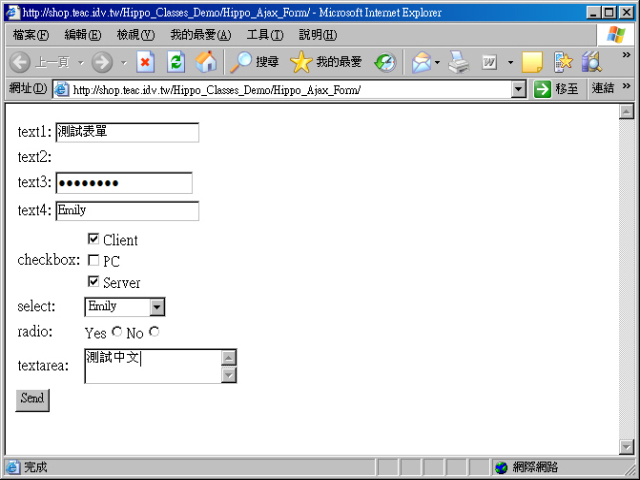 http://shop.teac.idv.tw/Hippo_Classes_Demo/Hippo_Ajax_Form/ - Microsoft Internet Explorer
檔案(F) 編輯(E) 檢視(V) 我的最愛(A) 工具(T) 說明(H)
上一頁 搜尋 我的最愛
網址(D) http://shop.teac.idv.tw/Hippo_Classes_Demo/Hippo_Ajax_Form/ 移至 連結 »
text1: 測試表單
text2:
text3: ●●●●●●●●
text4: Emily
Client
checkbox: PC
Server
select: Emily
radio: Yes No
textarea: 測試中文
Send
完成 網際網路